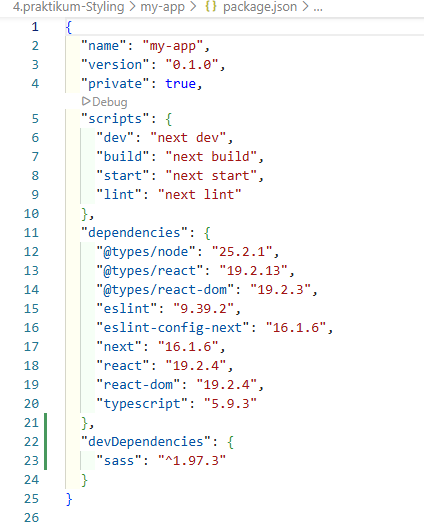 4.praktikum-Styling > my-app > {} package.json > ...
1 {
2   "name": "my-app",
3   "version": "0.1.0",
4   "private": true,
Debug
5   "scripts": {
6     "dev": "next dev",
7     "build": "next build",
8     "start": "next start",
9     "lint": "next lint"
10   },
11   "dependencies": {
12     "@types/node": "25.2.1",
13     "@types/react": "19.2.13",
14     "@types/react-dom": "19.2.3",
15     "eslint": "9.39.2",
16     "eslint-config-next": "16.1.6",
17     "next": "16.1.6",
18     "react": "19.2.4",
19     "react-dom": "19.2.4",
20     "typescript": "5.9.3"
21   },
22   "devDependencies": {
23     "sass": "^1.97.3"
24   }
25 }
26